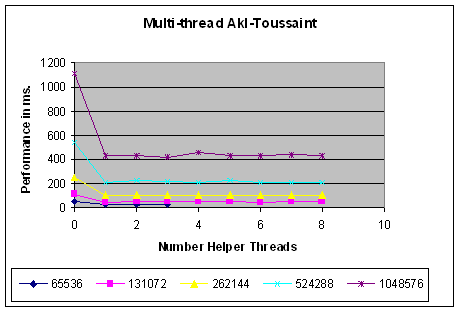 Multi-thread Akl-Toussaint
Performance in ms.
1200
1000
800
600
400
200
0
0 2 4 6 8 10
Number Helper Threads
65536 131072 262144 524288 1048576